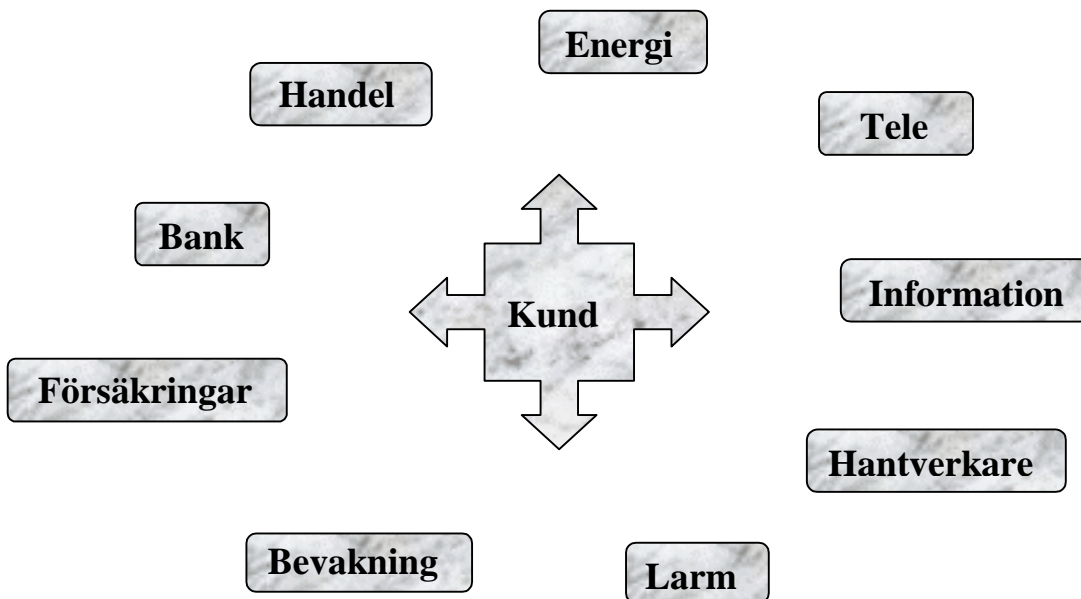 Energi
Handel
Tele
Bank
Information
Kund
Försäkringar
Hantverkare
Bevakning
Larm